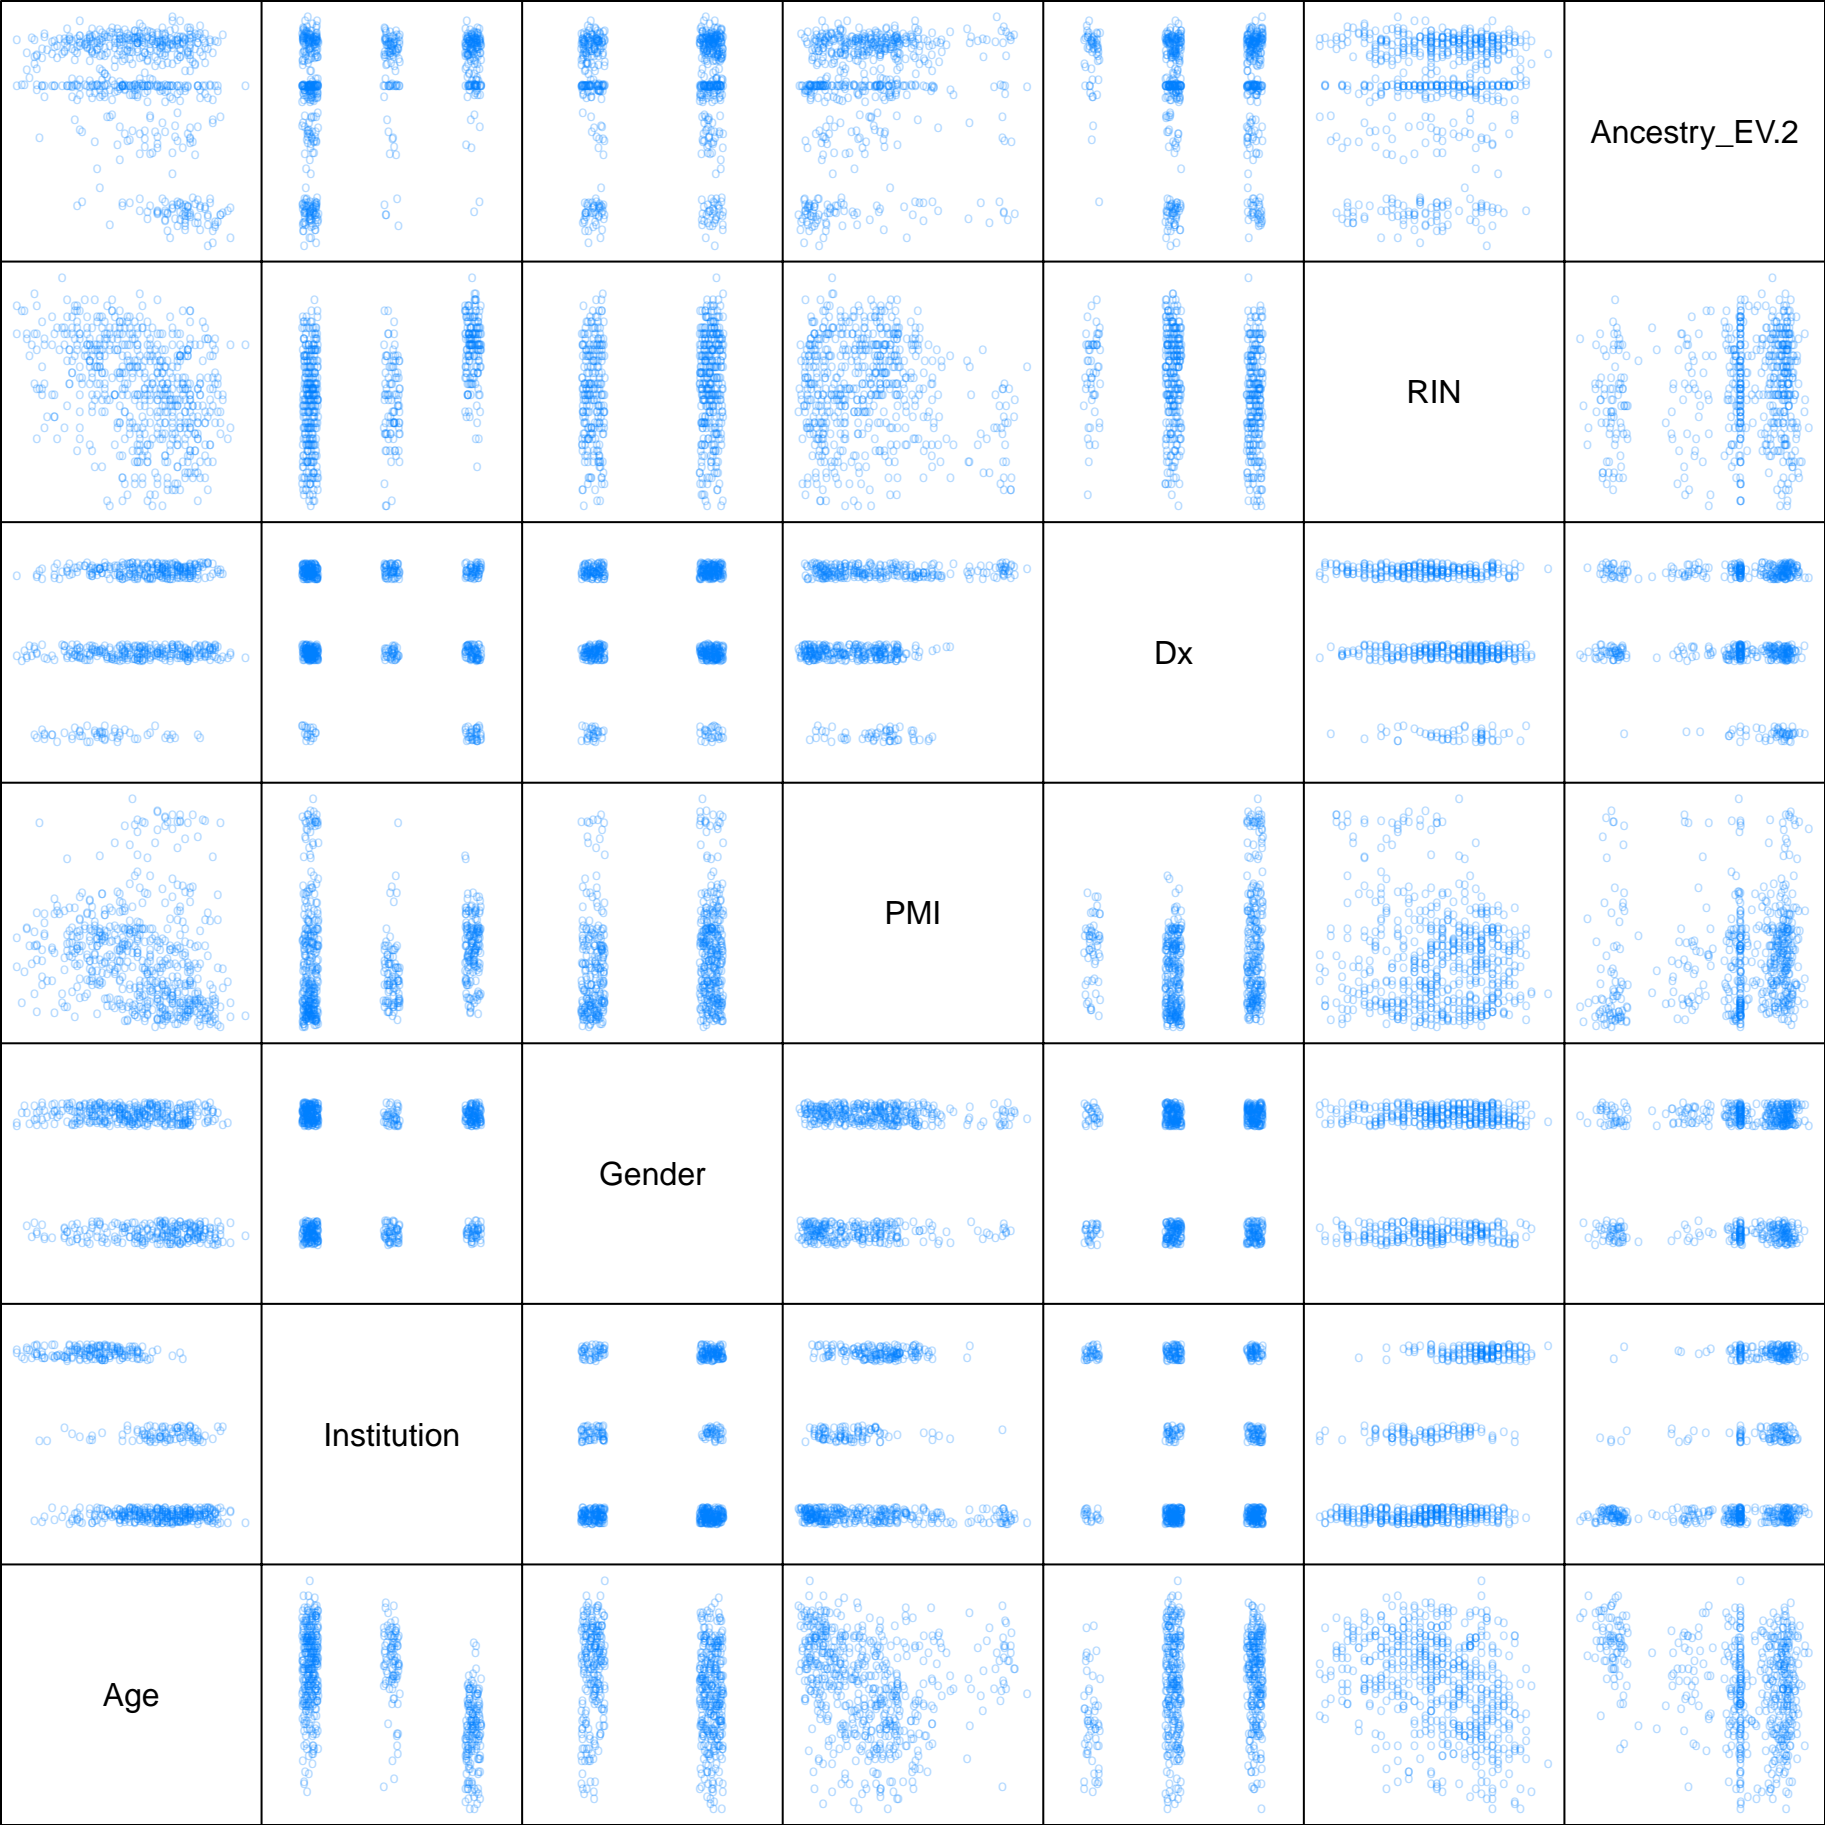 Ancestry_EV.2
RIN
Dx
PMI
Gender
Institution
Age